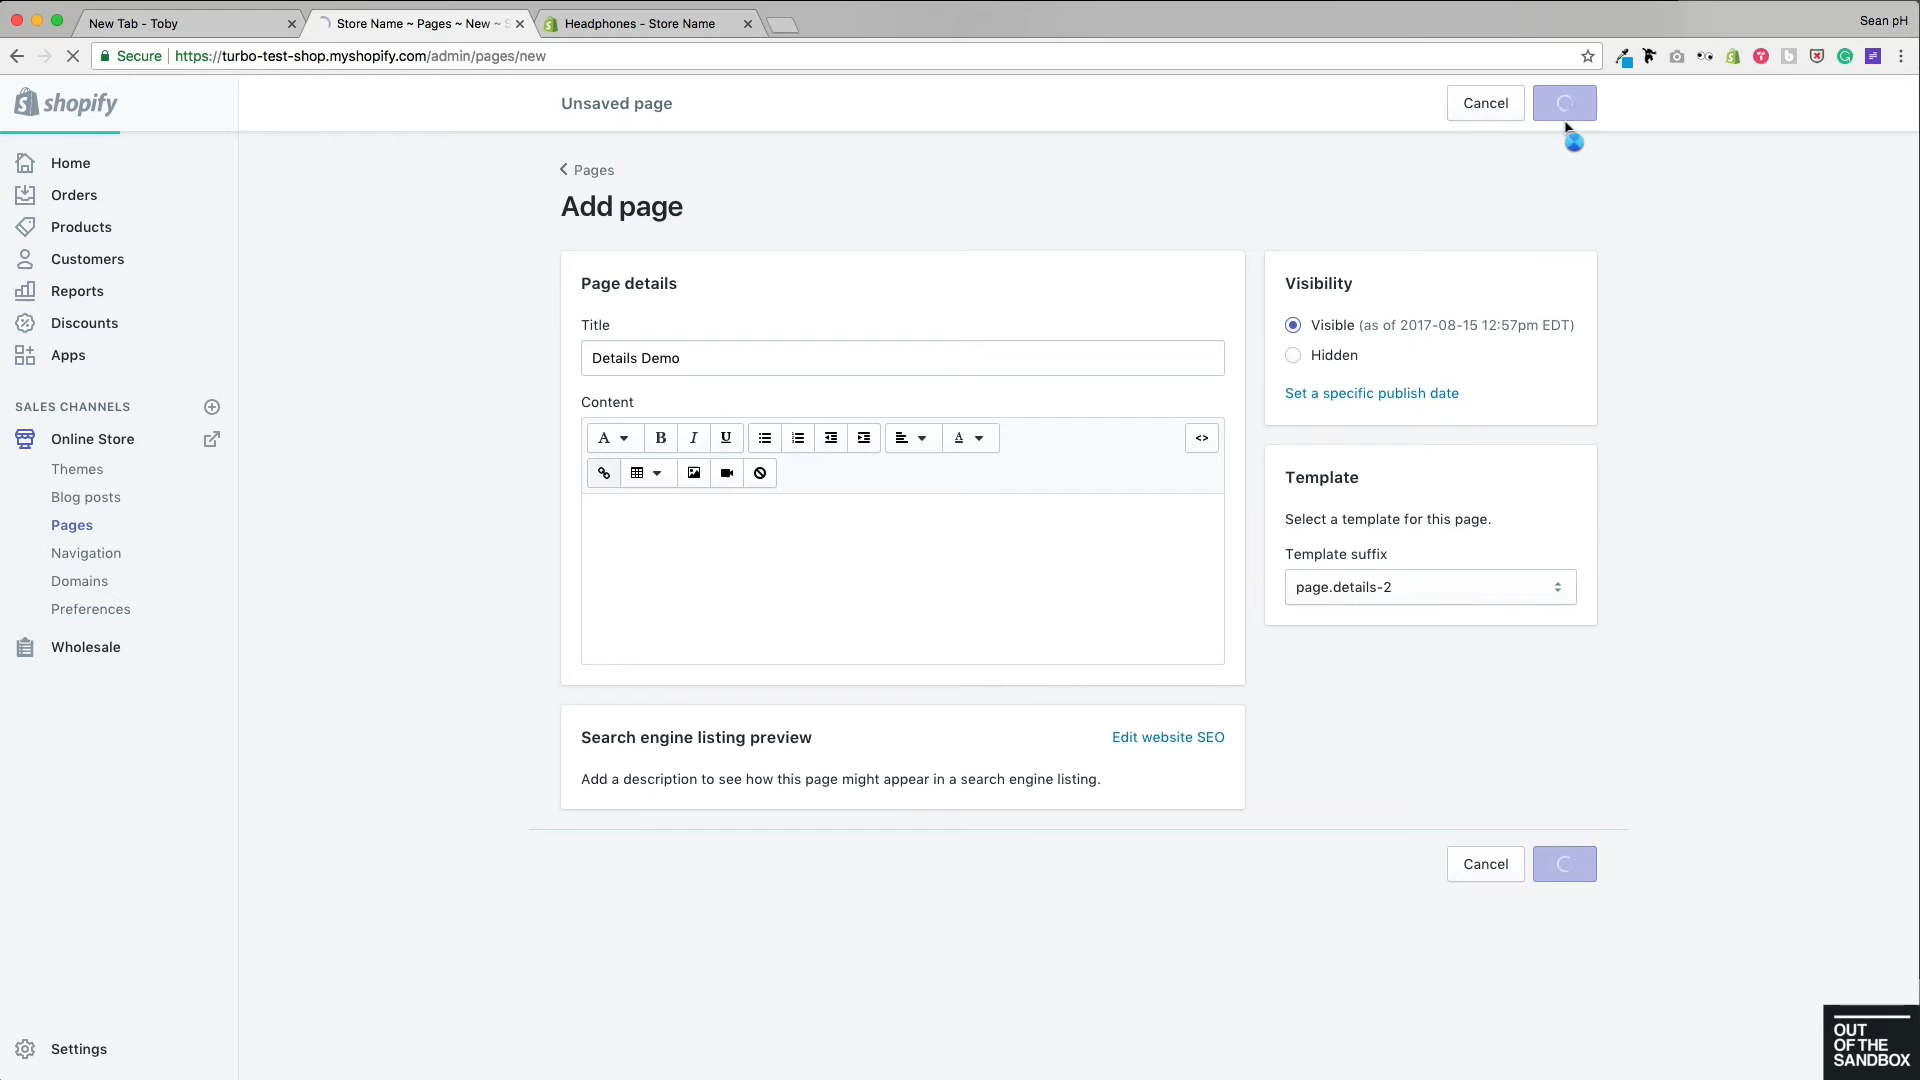 New Tab - Toby
Store Name ~ Pages ~ New ~ S
Headphones - Store Name
Sean pH
Secure
https://turbo-test-shop.myshopify.com/admin/pages/new
shopify
Unsaved page
Cancel
Home
Orders
Products
Customers
Reports
Discounts
Apps
SALES CHANNELS
Online Store
Themes
Blog posts
Pages
Navigation
Domains
Preferences
Wholesale
Settings
Pages
Add page
Page details
Title
Details Demo
Content
A
B
I
U
A
<>
Search engine listing preview
Edit website SEO
Add a description to see how this page might appear in a search engine listing.
Visibility
Visible (as of 2017-08-15 12:57pm EDT)
Hidden
Set a specific publish date
Template
Select a template for this page.
Template suffix
page.details-2
Cancel
OUT
OF THE
SANDBOX